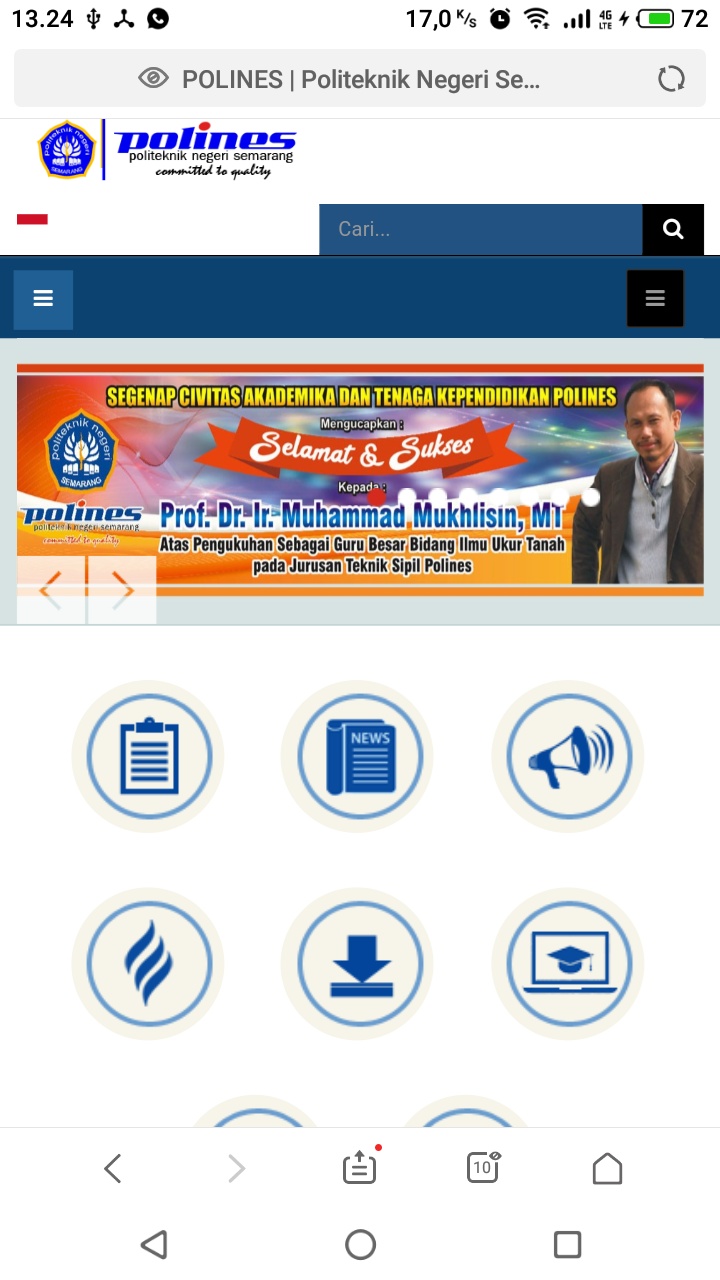 13.24
17,0 K/s
4G
LTE
72
POLINES | Politeknik Negeri Se...
politeknik negeri
SEMARANG
polines
politeknik negeri semarang
committed to quality
Cari...
SEGENAP CIVITAS AKADEMIKA DAN TENAGA KEPENDIDIKAN POLINES
Mengucapkan :
Selamat & Sukses
Kepada :
politeknik negeri
SEMARANG
polines
politeknik negeri semarang
committed to quality
Prof. Dr. Ir. Muhammad Mukhlisin, MT
Atas Pengukuhan Sebagai Guru Besar Bidang Ilmu Ukur Tanah
pada Jurusan Teknik Sipil Polines
NEWS
10